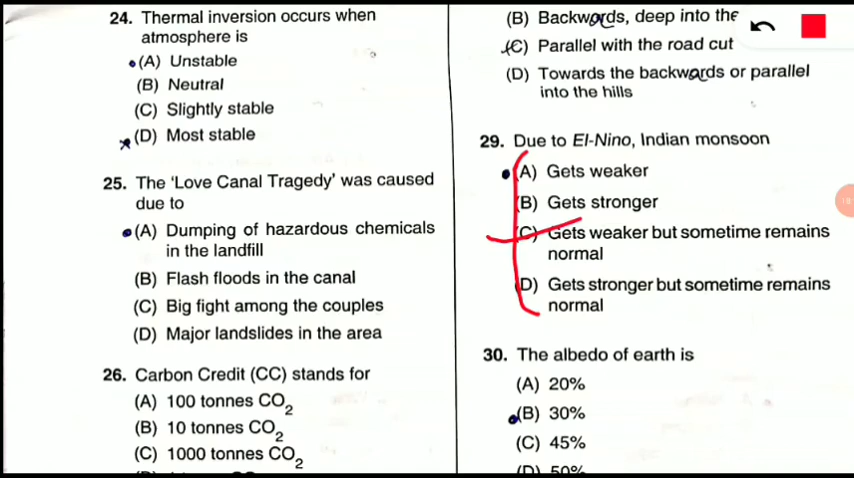 24. Thermal inversion occurs when
atmosphere is
(A) Unstable
(B) Neutral
(C) Slightly stable
(D) Most stable
25. The 'Love Canal Tragedy' was caused
due to
(A) Dumping of hazardous chemicals
in the landfill
(B) Flash floods in the canal
(C) Big fight among the couples
(D) Major landslides in the area
26. Carbon Credit (CC) stands for
(A) 100 tonnes CO2
(B) 10 tonnes CO2
(C) 1000 tonnes CO2
(B) Backwords, deep into the
(C) Parallel with the road cut
(D) Towards the backwards or parallel
into the hills
29. Due to El-Nino, Indian monsoon
(A) Gets weaker
(B) Gets stronger
(C) Gets weaker but sometime remains
normal
(D) Gets stronger but sometime remains
normal
30. The albedo of earth is
(A) 20%
(B) 30%
(C) 45%
(D) 50%